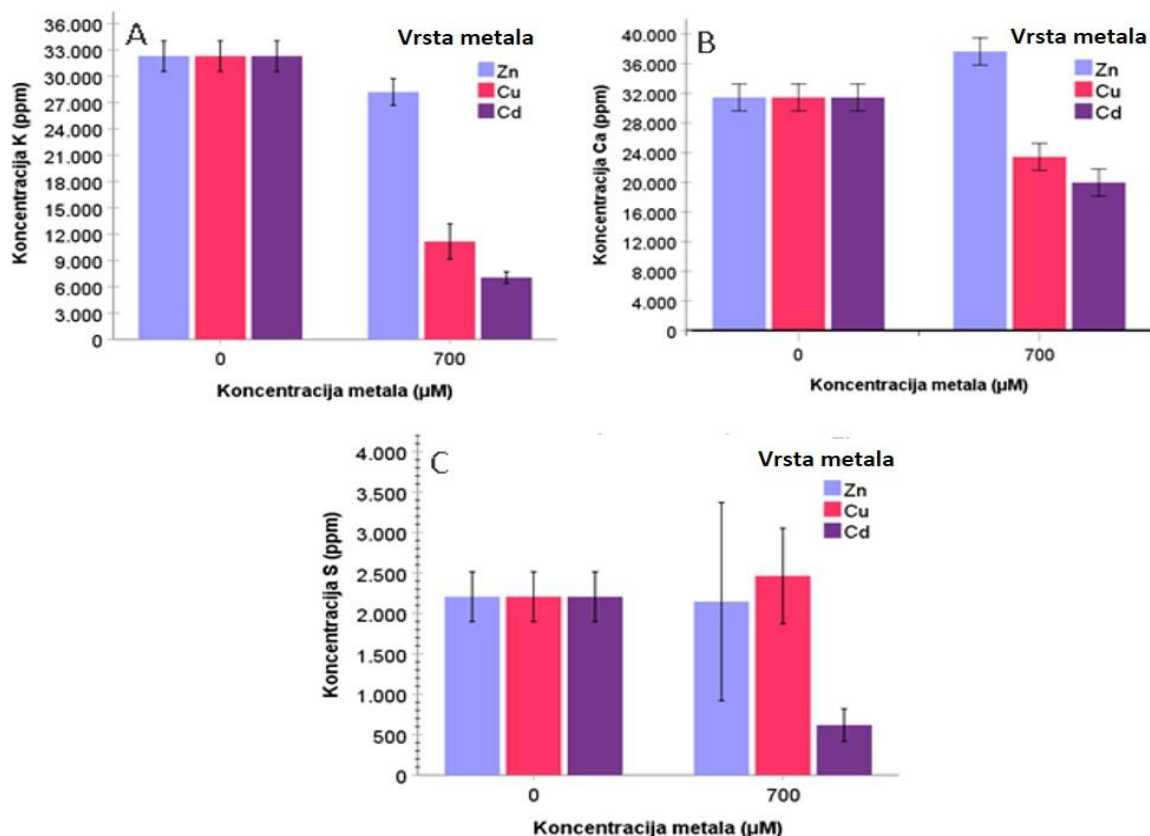 A
Vrsta metala
Zn
Cu
Cd
Koncentracija K (ppm)
36.000
33.000
30.000
27.000
24.000
21.000
18.000
15.000
12.000
9.000
6.000
3.000
0
0 700
Koncentracija metala (µM)
B
Vrsta metala
Zn
Cu
Cd
Koncentracija Ca (ppm)
40.000
36.000
32.000
28.000
24.000
20.000
16.000
12.000
8.000
4.000
0
0 700
Koncentracija metala (µM)
C
Vrsta metala
Zn
Cu
Cd
Koncentracija S (ppm)
4.000
3.500
3.000
2.500
2.000
1.500
1.000
500
0
0 700
Koncentracija metala (µM)